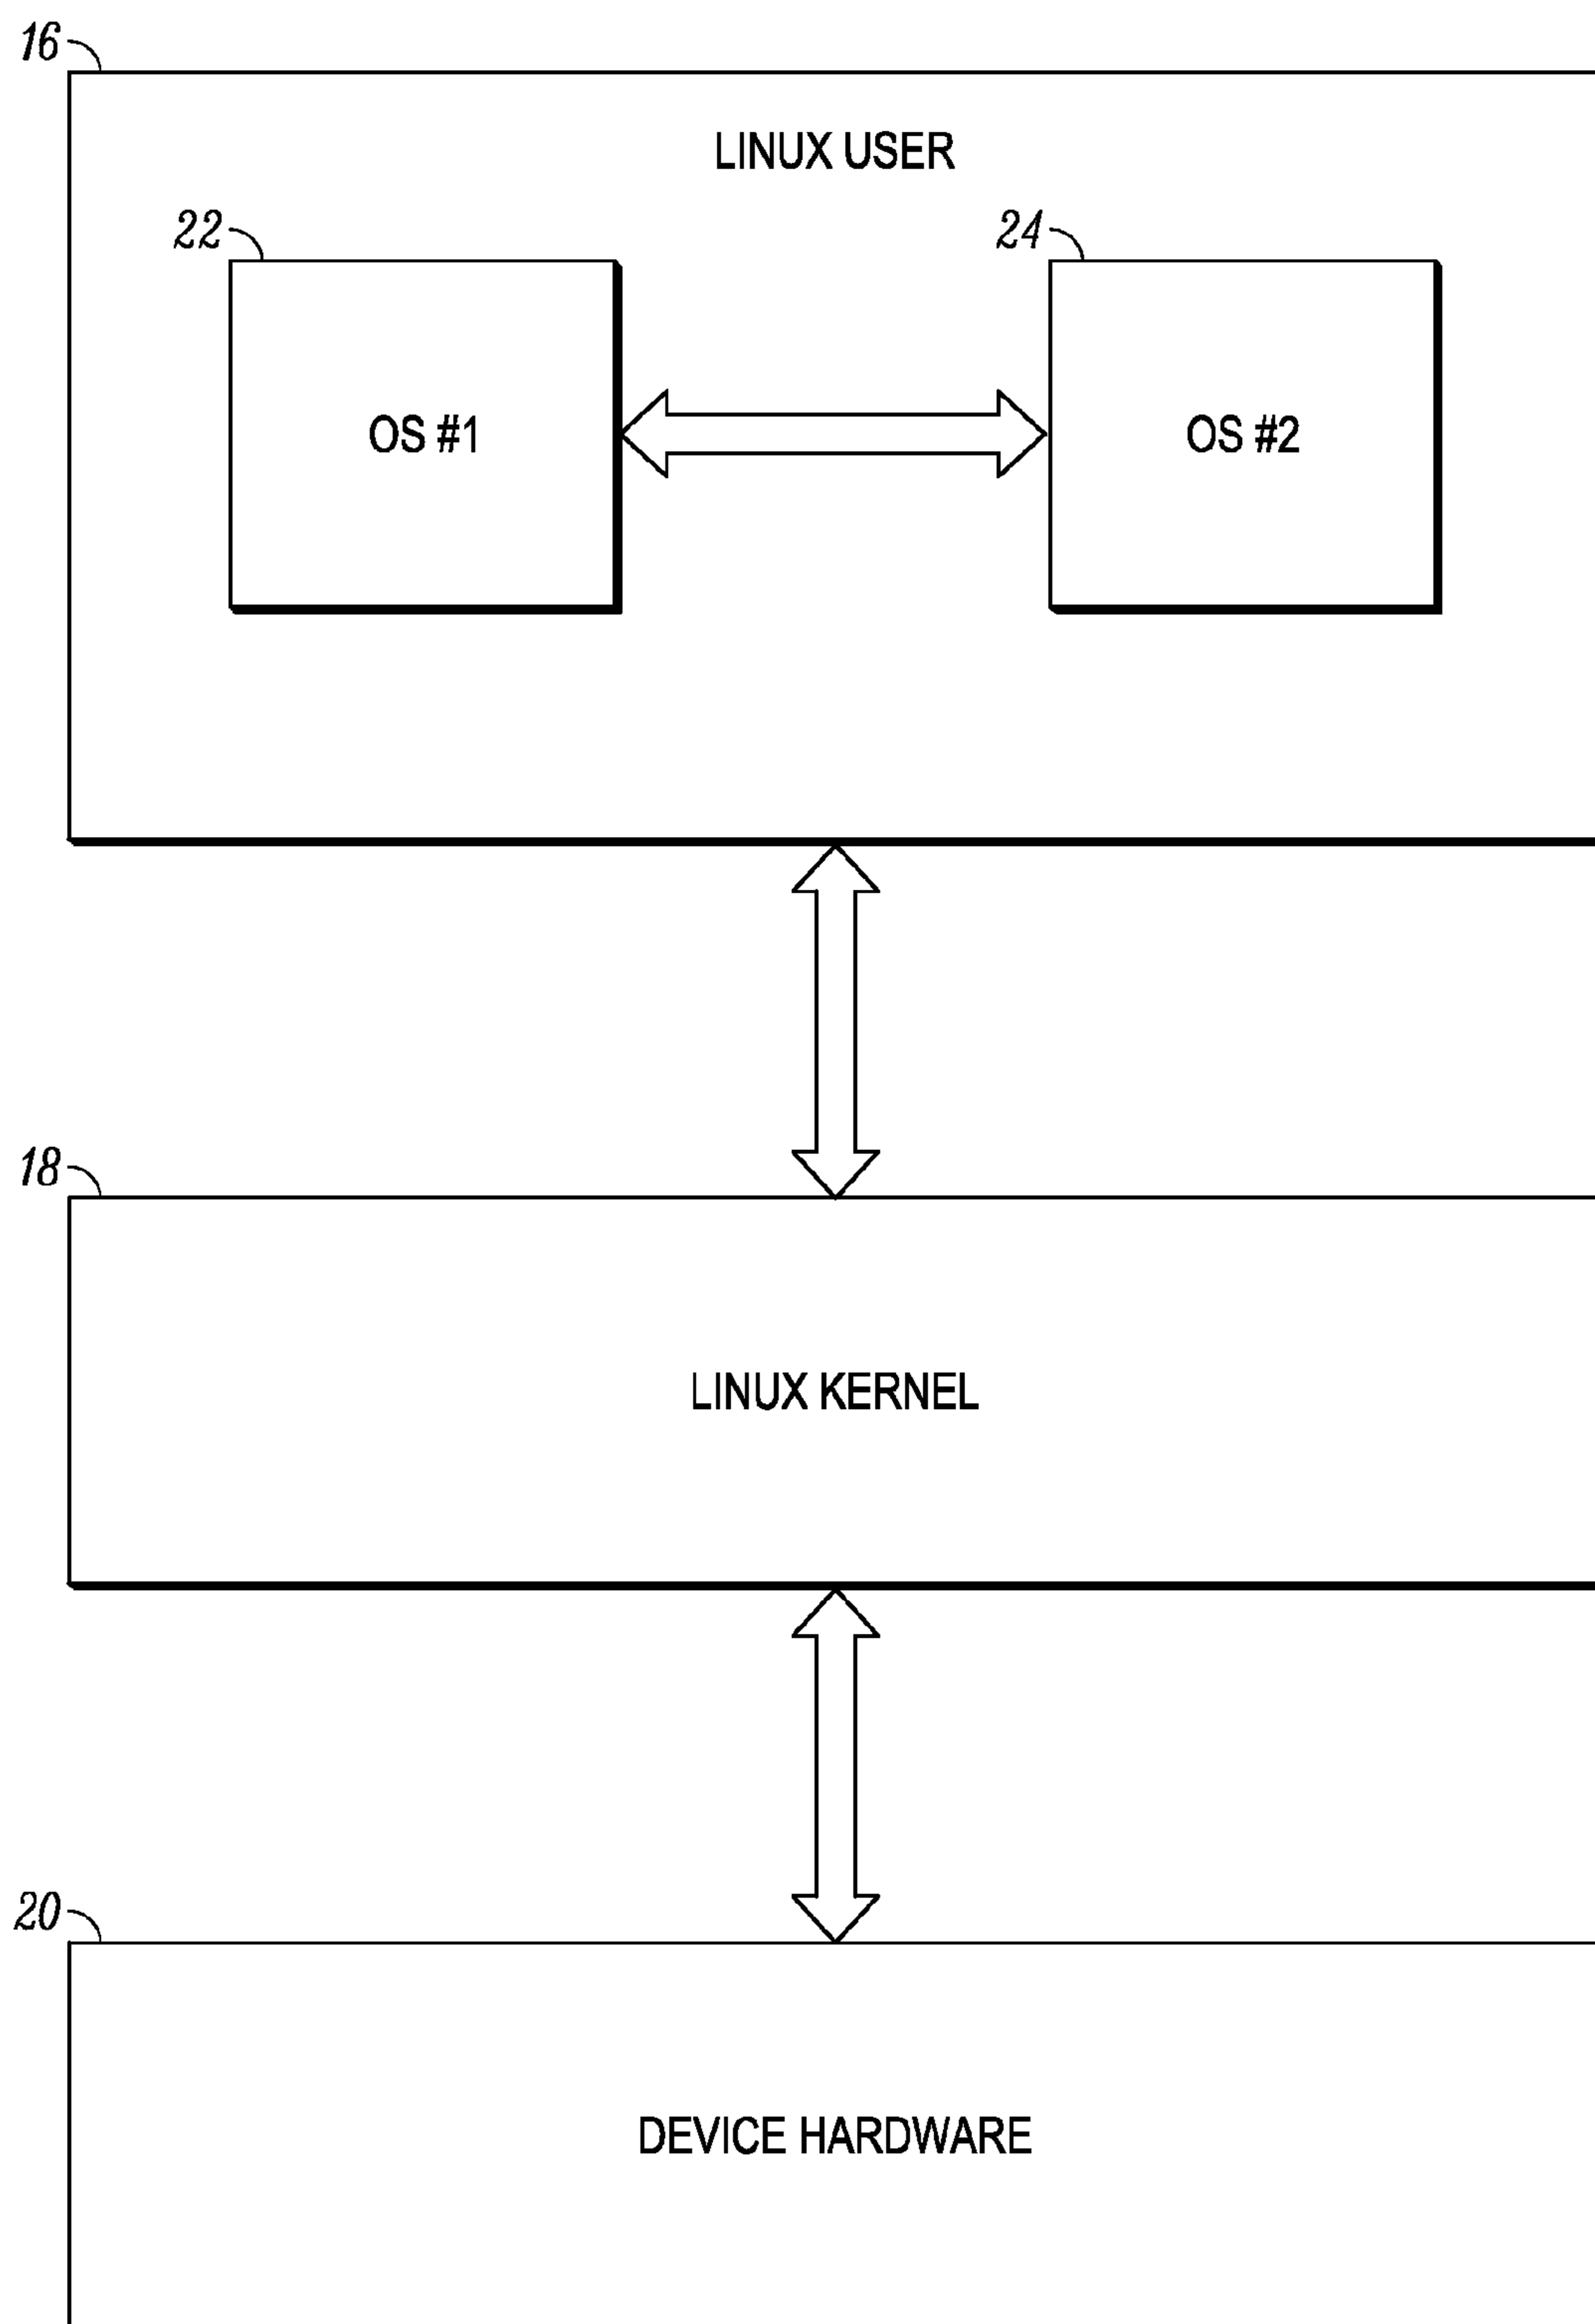 16
LINUX USER
22
24
OS #1
OS #2
18
LINUX KERNEL
20
DEVICE HARDWARE